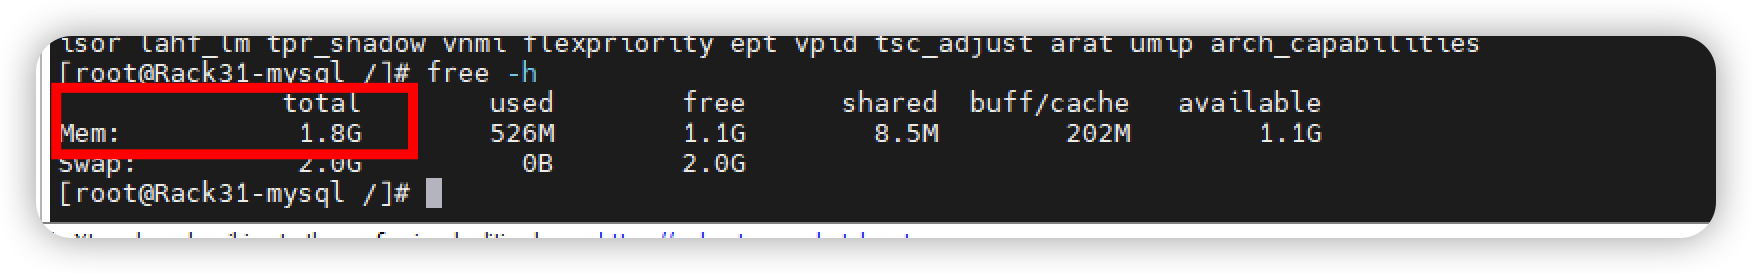 isor lahf_lm tpr_shadow vnmi flexpriority ept vpid tsc_adjust arat umip arch_capabilities
[root@Rack31-mysql /]# free -h
total used free shared buff/cache available
Mem: 1.8G 526M 1.1G 8.5M 202M 1.1G
Swap: 2.0G 0B 2.0G
[root@Rack31-mysql /]#